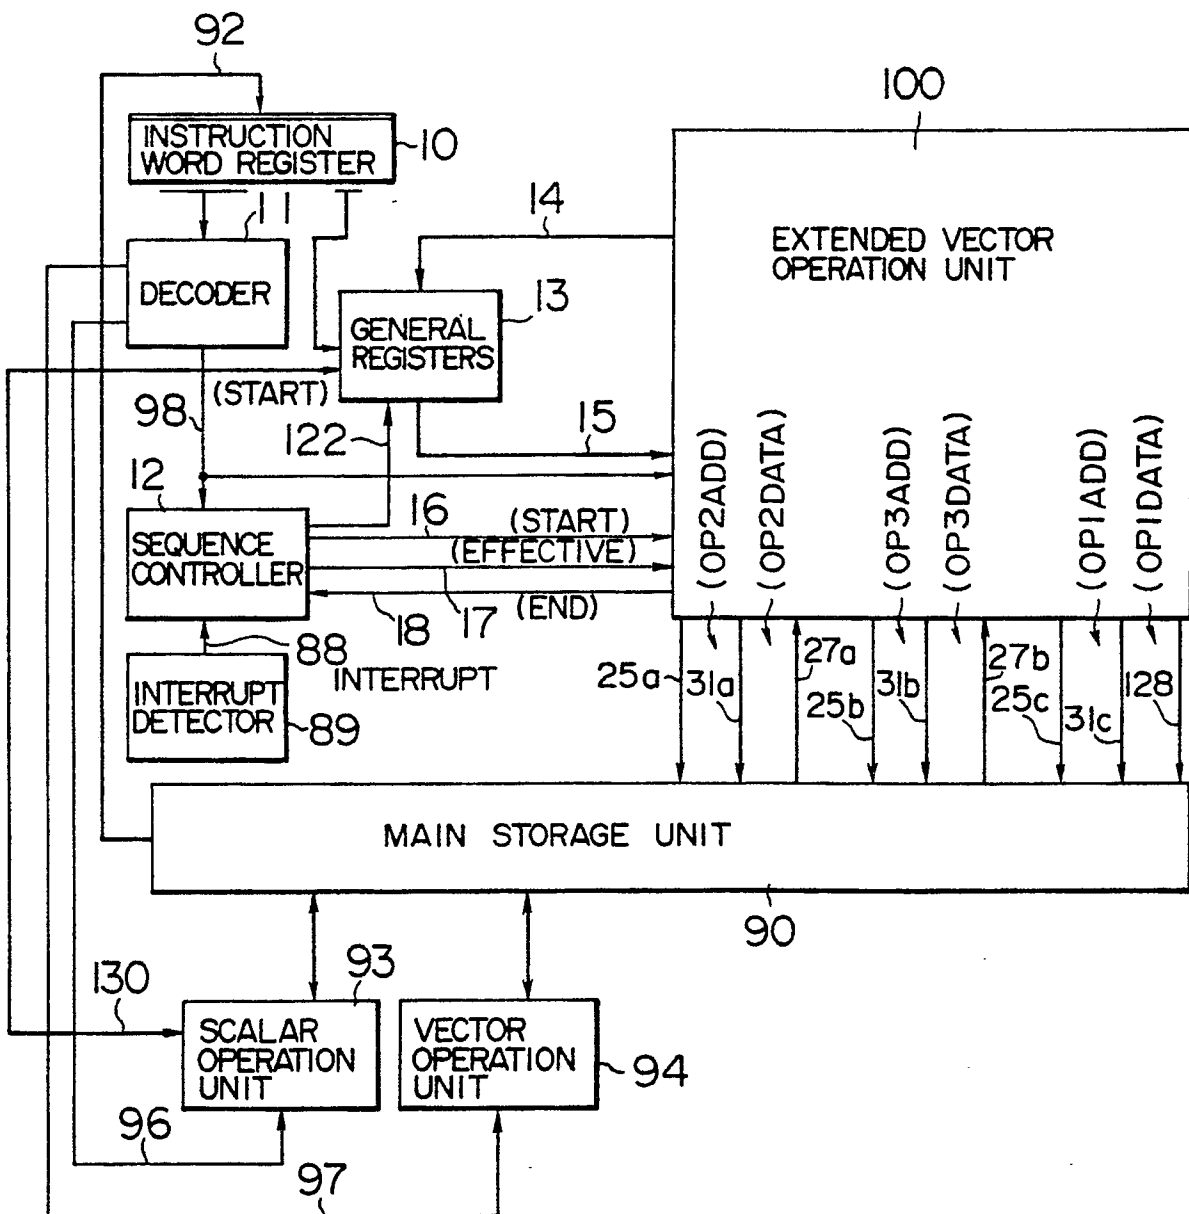 92
INSTRUCTION
WORD REGISTER
10
100
11
14
EXTENDED VECTOR
OPERATION UNIT
DECODER
13
GENERAL
REGISTERS
(START)
98
122
15
12
16
(START)
SEQUENCE
CONTROLLER
(EFFECTIVE)
17
18
(END)
(OP2ADD)
(OP2DATA)
(OP3ADD)
(OP3DATA)
(OP1ADD)
(OP1DATA)
88
INTERRUPT
INTERRUPT
DETECTOR
89
25a
31a
27a
25b
31b
27b
25c
31c
128
MAIN STORAGE UNIT
90
93
130
SCALAR
OPERATION
UNIT
VECTOR
OPERATION
UNIT
94
96
97